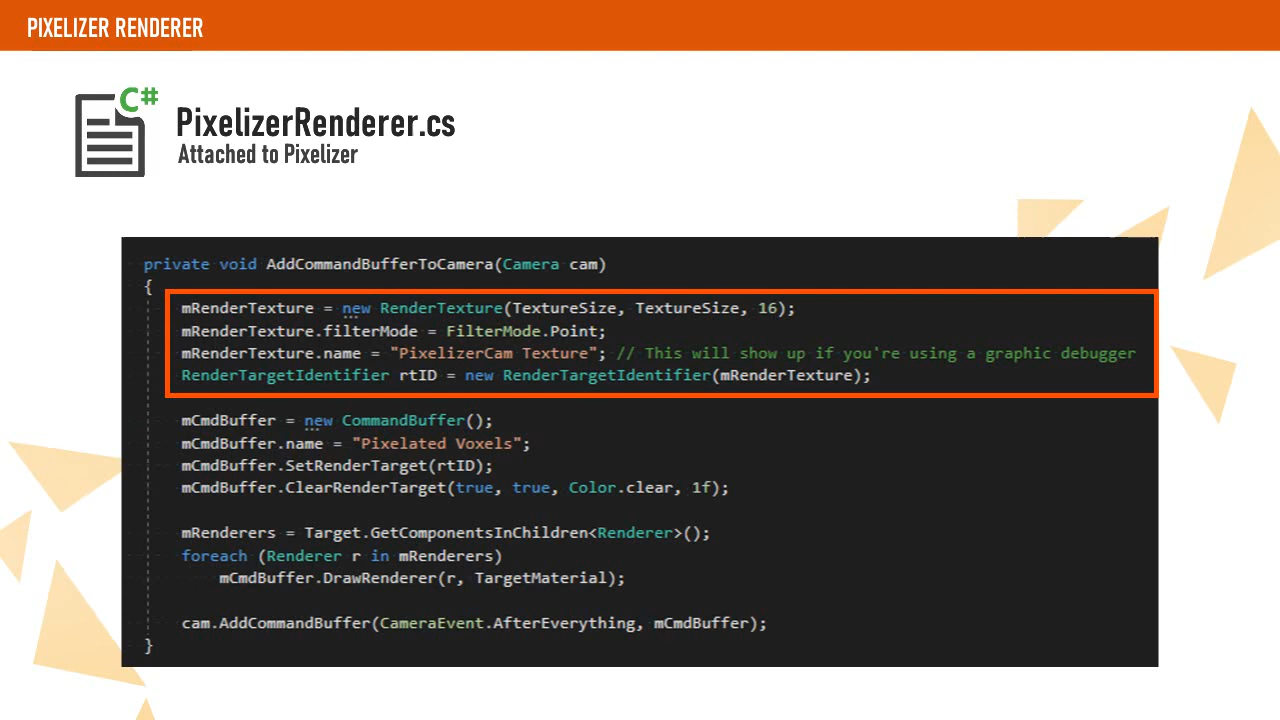 PIXELIZER RENDERER
C#
PixelizerRenderer.cs
Attached to Pixelizer
private void AddCommandBufferToCamera(Camera cam)
{
mRenderTexture = new RenderTexture(TextureSize, TextureSize, 16);
mRenderTexture.filterMode = FilterMode.Point;
mRenderTexture.name = "PixelizerCam Texture"; // This will show up if you're using a graphic debugger
RenderTargetIdentifier rtID = new RenderTargetIdentifier(mRenderTexture);
mCmdBuffer = new CommandBuffer();
mCmdBuffer.name = "Pixelated Voxels";
mCmdBuffer.SetRenderTarget(rtID);
mCmdBuffer.ClearRenderTarget(true, true, Color.clear, 1f);
mRenderers = Target.GetComponentsInChildren<Renderer>();
foreach (Renderer r in mRenderers)
mCmdBuffer.DrawRenderer(r, TargetMaterial);
cam.AddCommandBuffer(CameraEvent.AfterEverything, mCmdBuffer);
}